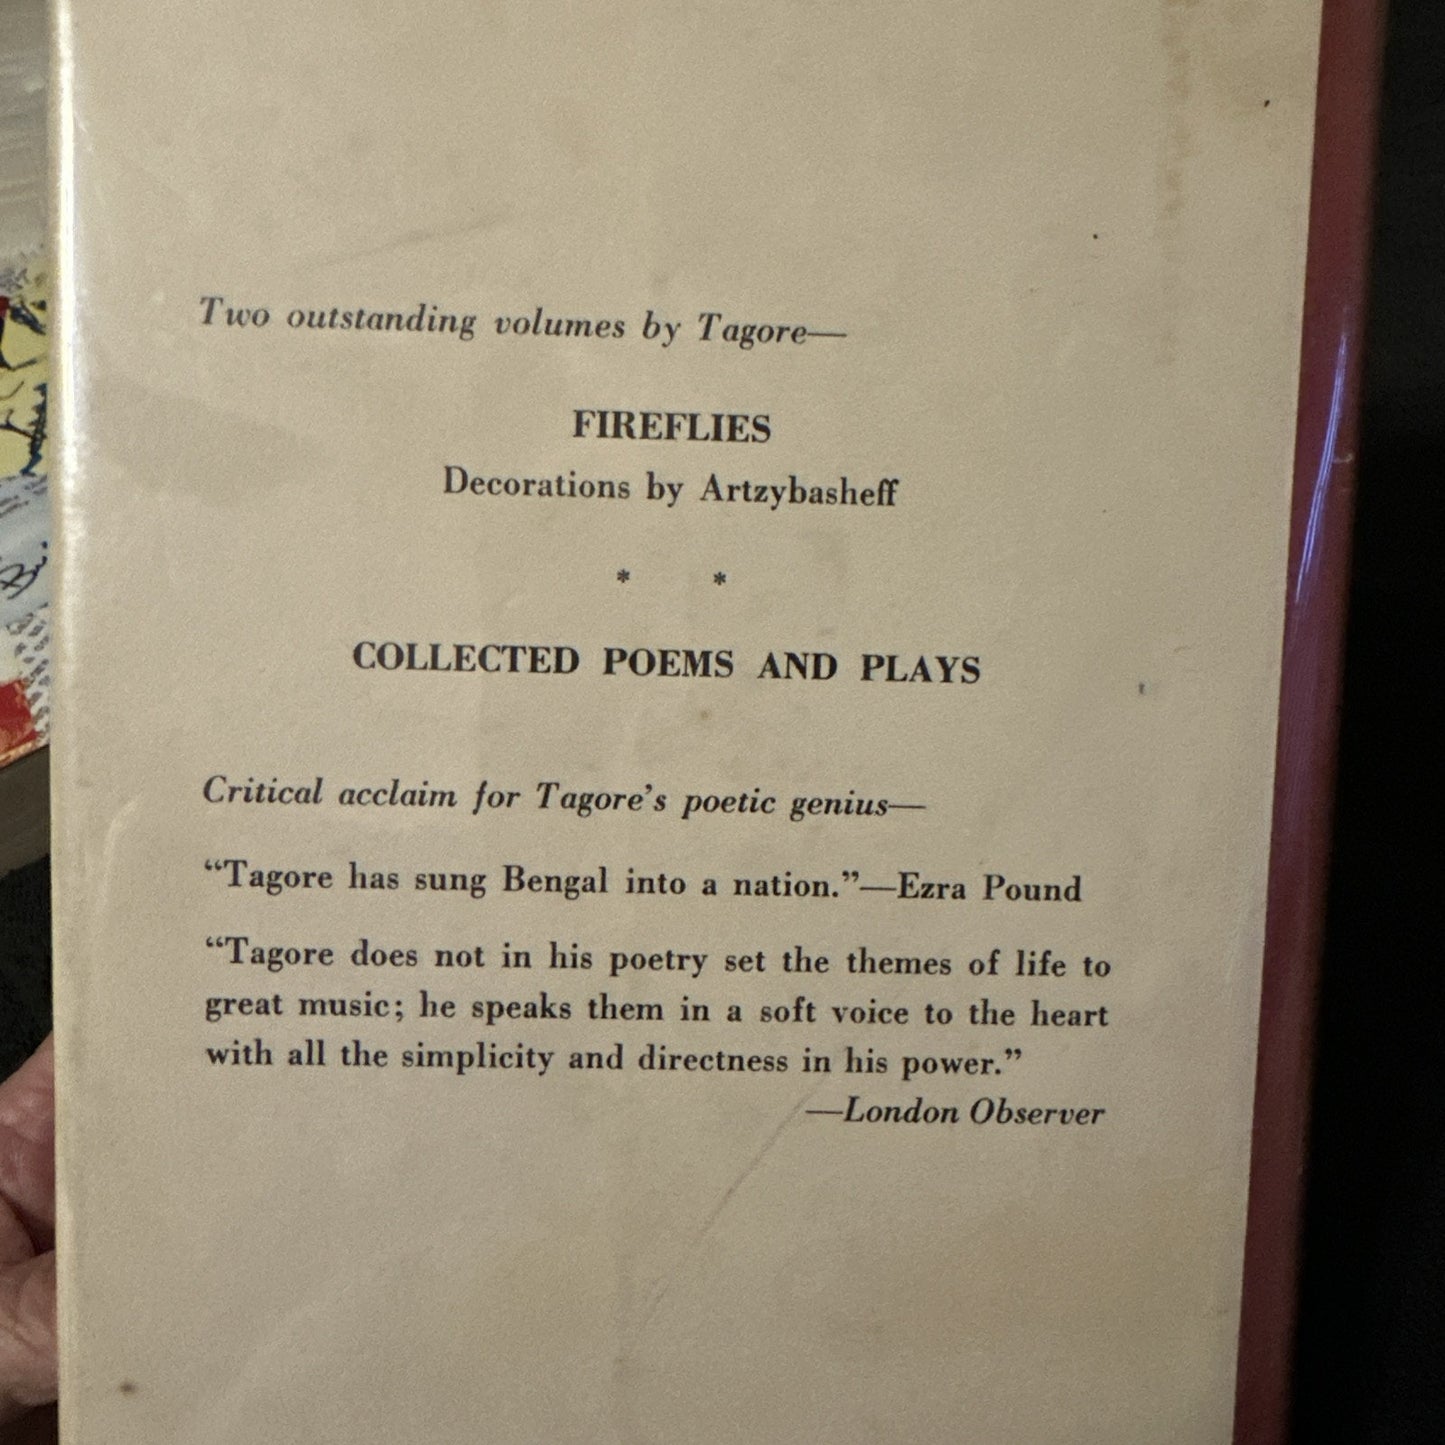 Two outstanding volumes by Tagore—
FIREFLIES
Decorations by Artzybasheff
* *
COLLECTED POEMS AND PLAYS
Critical acclaim for Tagore's poetic genius—
“Tagore has sung Bengal into a nation.”—Ezra Pound
“Tagore does not in his poetry set the themes of life to
great music; he speaks them in a soft voice to the heart
with all the simplicity and directness in his power.”
—London Observer